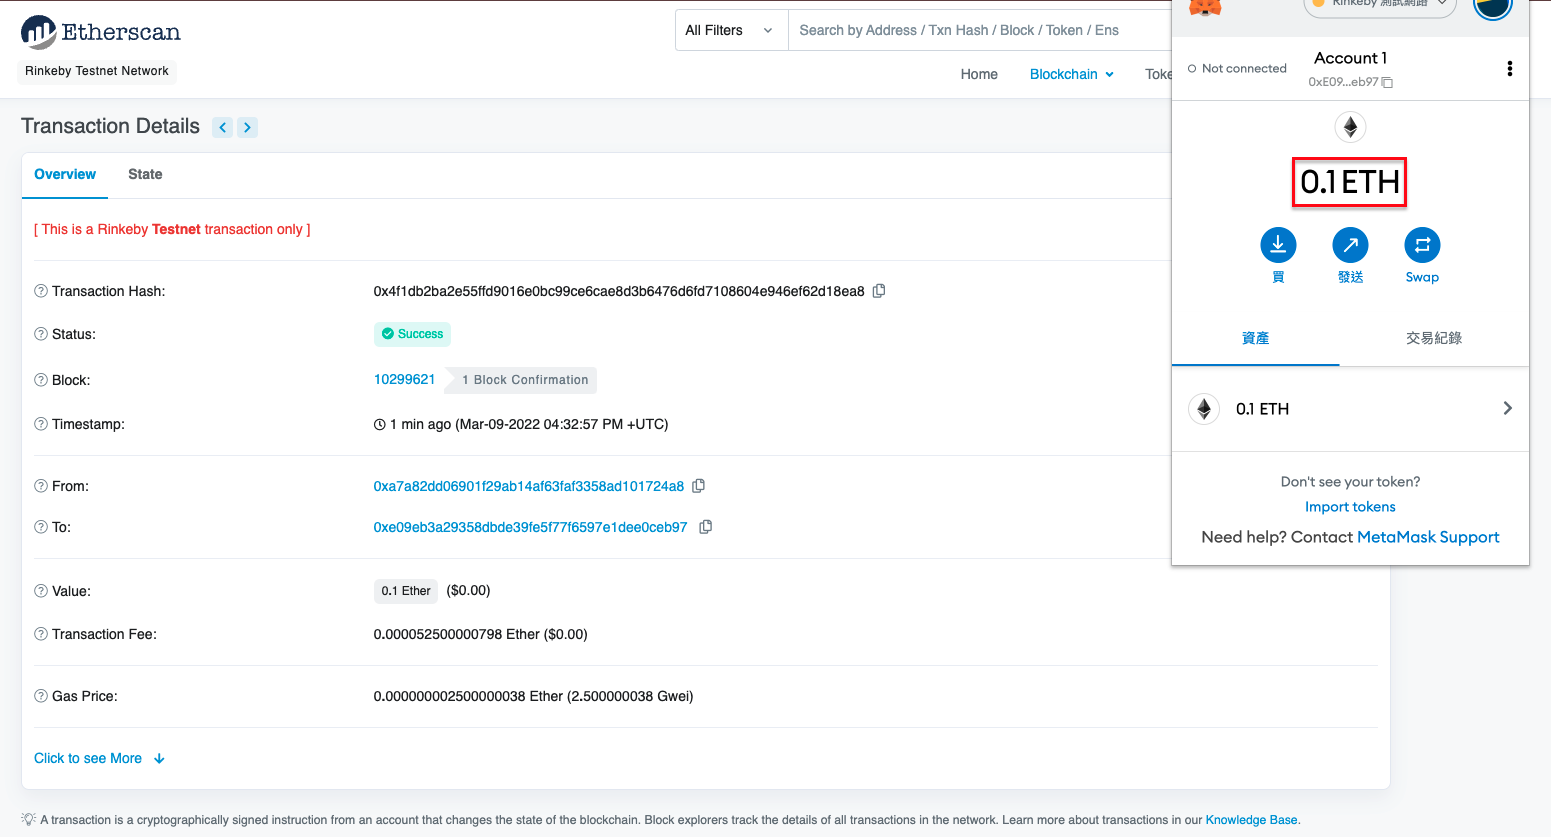 Etherscan
Rinkeby Testnet Network
All Filters
Search by Address / Txn Hash / Block / Token / Ens
Home
Blockchain
Toke
Transaction Details
Overview
State
[ This is a Rinkeby Testnet transaction only ]
Transaction Hash:
0x4f1db2ba2e55ffd9016e0bc99ce6cae8d3b6476d6fd7108604e946ef62d18ea8
Status:
Success
Block:
10299621
1 Block Confirmation
Timestamp:
1 min ago (Mar-09-2022 04:32:57 PM +UTC)
From:
0xa7a82dd06901f29ab14af63faf3358ad101724a8
To:
0xe09eb3a29358dbde39fe5f77f6597e1dee0ceb97
Value:
0.1 Ether
($0.00)
Transaction Fee:
0.000052500000798 Ether ($0.00)
Gas Price:
0.000000002500000038 Ether (2.500000038 Gwei)
Click to see More
A transaction is a cryptographically signed instruction from an account that changes the state of the blockchain. Block explorers track the details of all transactions in the network. Learn more about transactions in our Knowledge Base.
Rinkeby 測試網路
Not connected
Account 1
0xE09...eb97
0.1 ETH
買
發送
Swap
資產
交易紀錄
0.1 ETH
Don't see your token?
Import tokens
Need help? Contact MetaMask Support